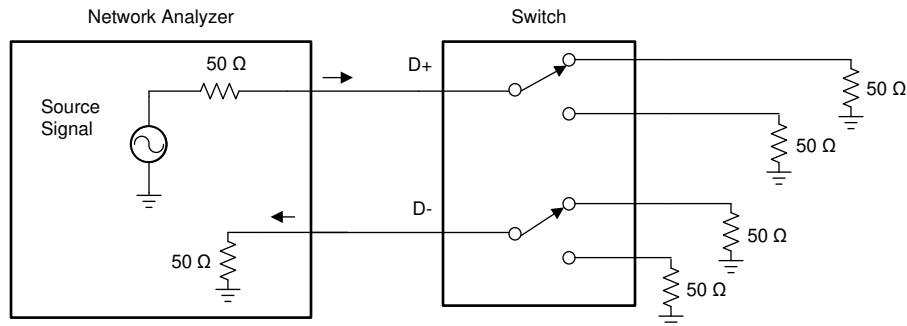 Network Analyzer
Switch
50 Ω
D+
50 Ω
Source
Signal
50 Ω
D-
50 Ω
50 Ω
50 Ω